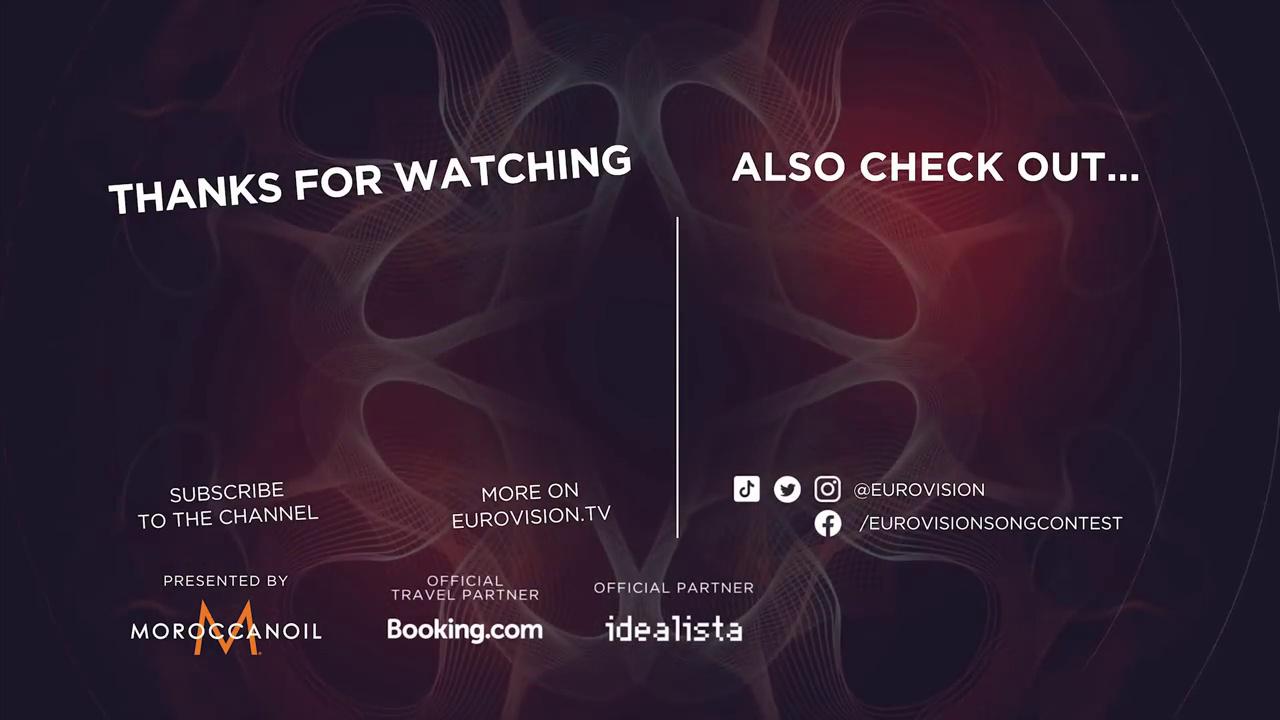 THANKS FOR WATCHING
ALSO CHECK OUT...
SUBSCRIBE
TO THE CHANNEL
MORE ON
EUROVISION.TV
@EUROVISION
/EUROVISIONSONGCONTEST
PRESENTED BY
MOROCCANOIL
OFFICIAL
TRAVEL PARTNER
Booking.com
OFFICIAL PARTNER
idealista